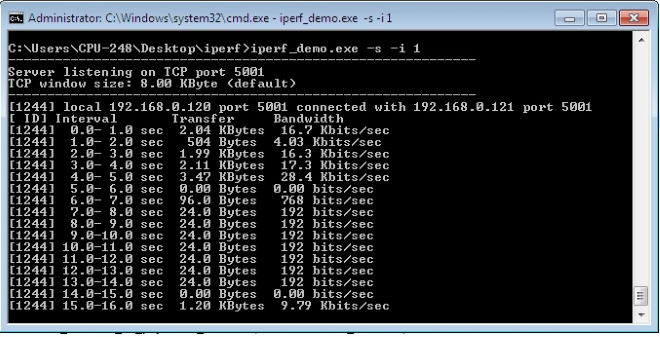 Administrator: C:\Windows\system32\cmd.exe - iperf_demo.exe -s -i 1
C:\Users\CPU-248\Desktop\iperf>iperf_demo.exe -s -i 1
------------------------------------------------------------
Server listening on TCP port 5001
TCP window size: 8.00 KByte (default)
------------------------------------------------------------
[1244] local 192.168.0.120 port 5001 connected with 192.168.0.121 port 5001
[ ID] Interval Transfer Bandwidth
[1244] 0.0- 1.0 sec 2.04 KBytes 16.7 Kbits/sec
[1244] 1.0- 2.0 sec 504 Bytes 4.03 Kbits/sec
[1244] 2.0- 3.0 sec 1.99 KBytes 16.3 Kbits/sec
[1244] 3.0- 4.0 sec 2.11 KBytes 17.3 Kbits/sec
[1244] 4.0- 5.0 sec 3.47 KBytes 28.4 Kbits/sec
[1244] 5.0- 6.0 sec 0.00 Bytes 0.00 bits/sec
[1244] 6.0- 7.0 sec 96.0 Bytes 768 bits/sec
[1244] 7.0- 8.0 sec 24.0 Bytes 192 bits/sec
[1244] 8.0- 9.0 sec 24.0 Bytes 192 bits/sec
[1244] 9.0-10.0 sec 24.0 Bytes 192 bits/sec
[1244] 10.0-11.0 sec 24.0 Bytes 192 bits/sec
[1244] 11.0-12.0 sec 24.0 Bytes 192 bits/sec
[1244] 12.0-13.0 sec 24.0 Bytes 192 bits/sec
[1244] 13.0-14.0 sec 24.0 Bytes 192 bits/sec
[1244] 14.0-15.0 sec 0.00 Bytes 0.00 bits/sec
[1244] 15.0-16.0 sec 1.20 KBytes 9.79 Kbits/sec